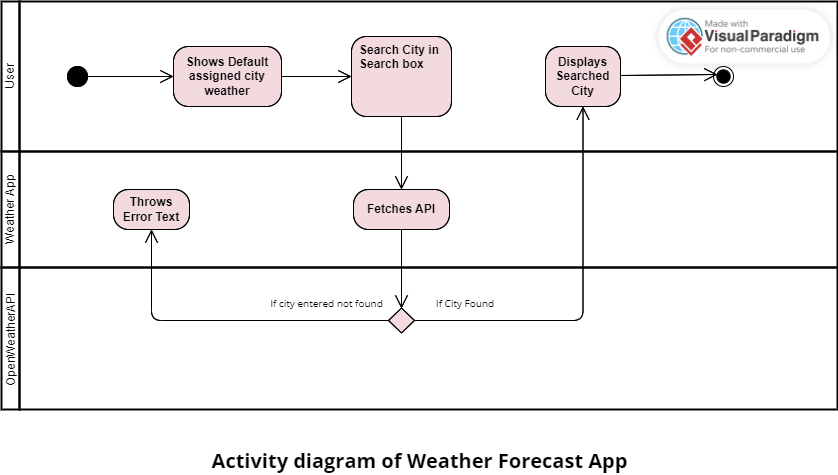 Made with
VisualParadigm
For non-commercial use
User
Shows Default
assigned city
weather
Search City in
Search box
Displays
Searched
City
Weather App
Throws
Error Text
Fetches API
OpenWeatherAPI
If city entered not found
If City Found
Activity diagram of Weather Forecast App